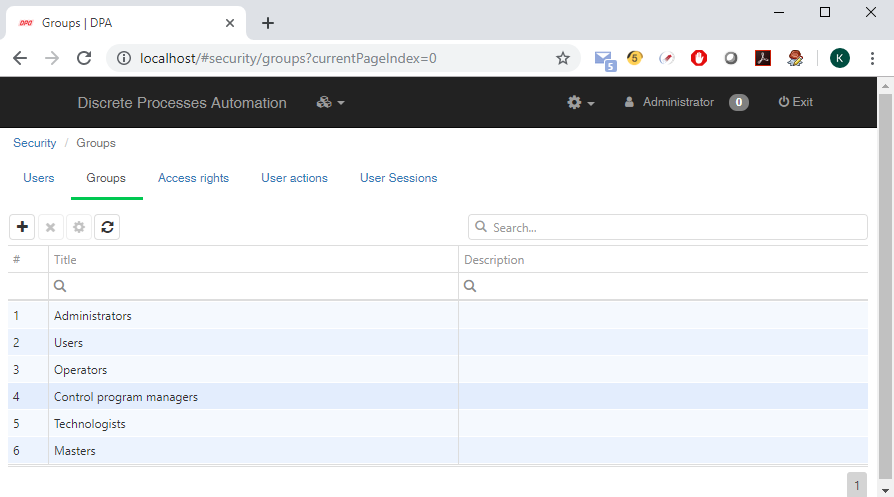 DPA Groups | DPA
localhost/#security/groups?currentPageIndex=0
5
5
K
Discrete Processes Automation
Administrator 0 Exit
Security / Groups
Users Groups Access rights User actions User Sessions
Search...
# Title Description
1 Administrators
2 Users
3 Operators
4 Control program managers
5 Technologists
6 Masters
1